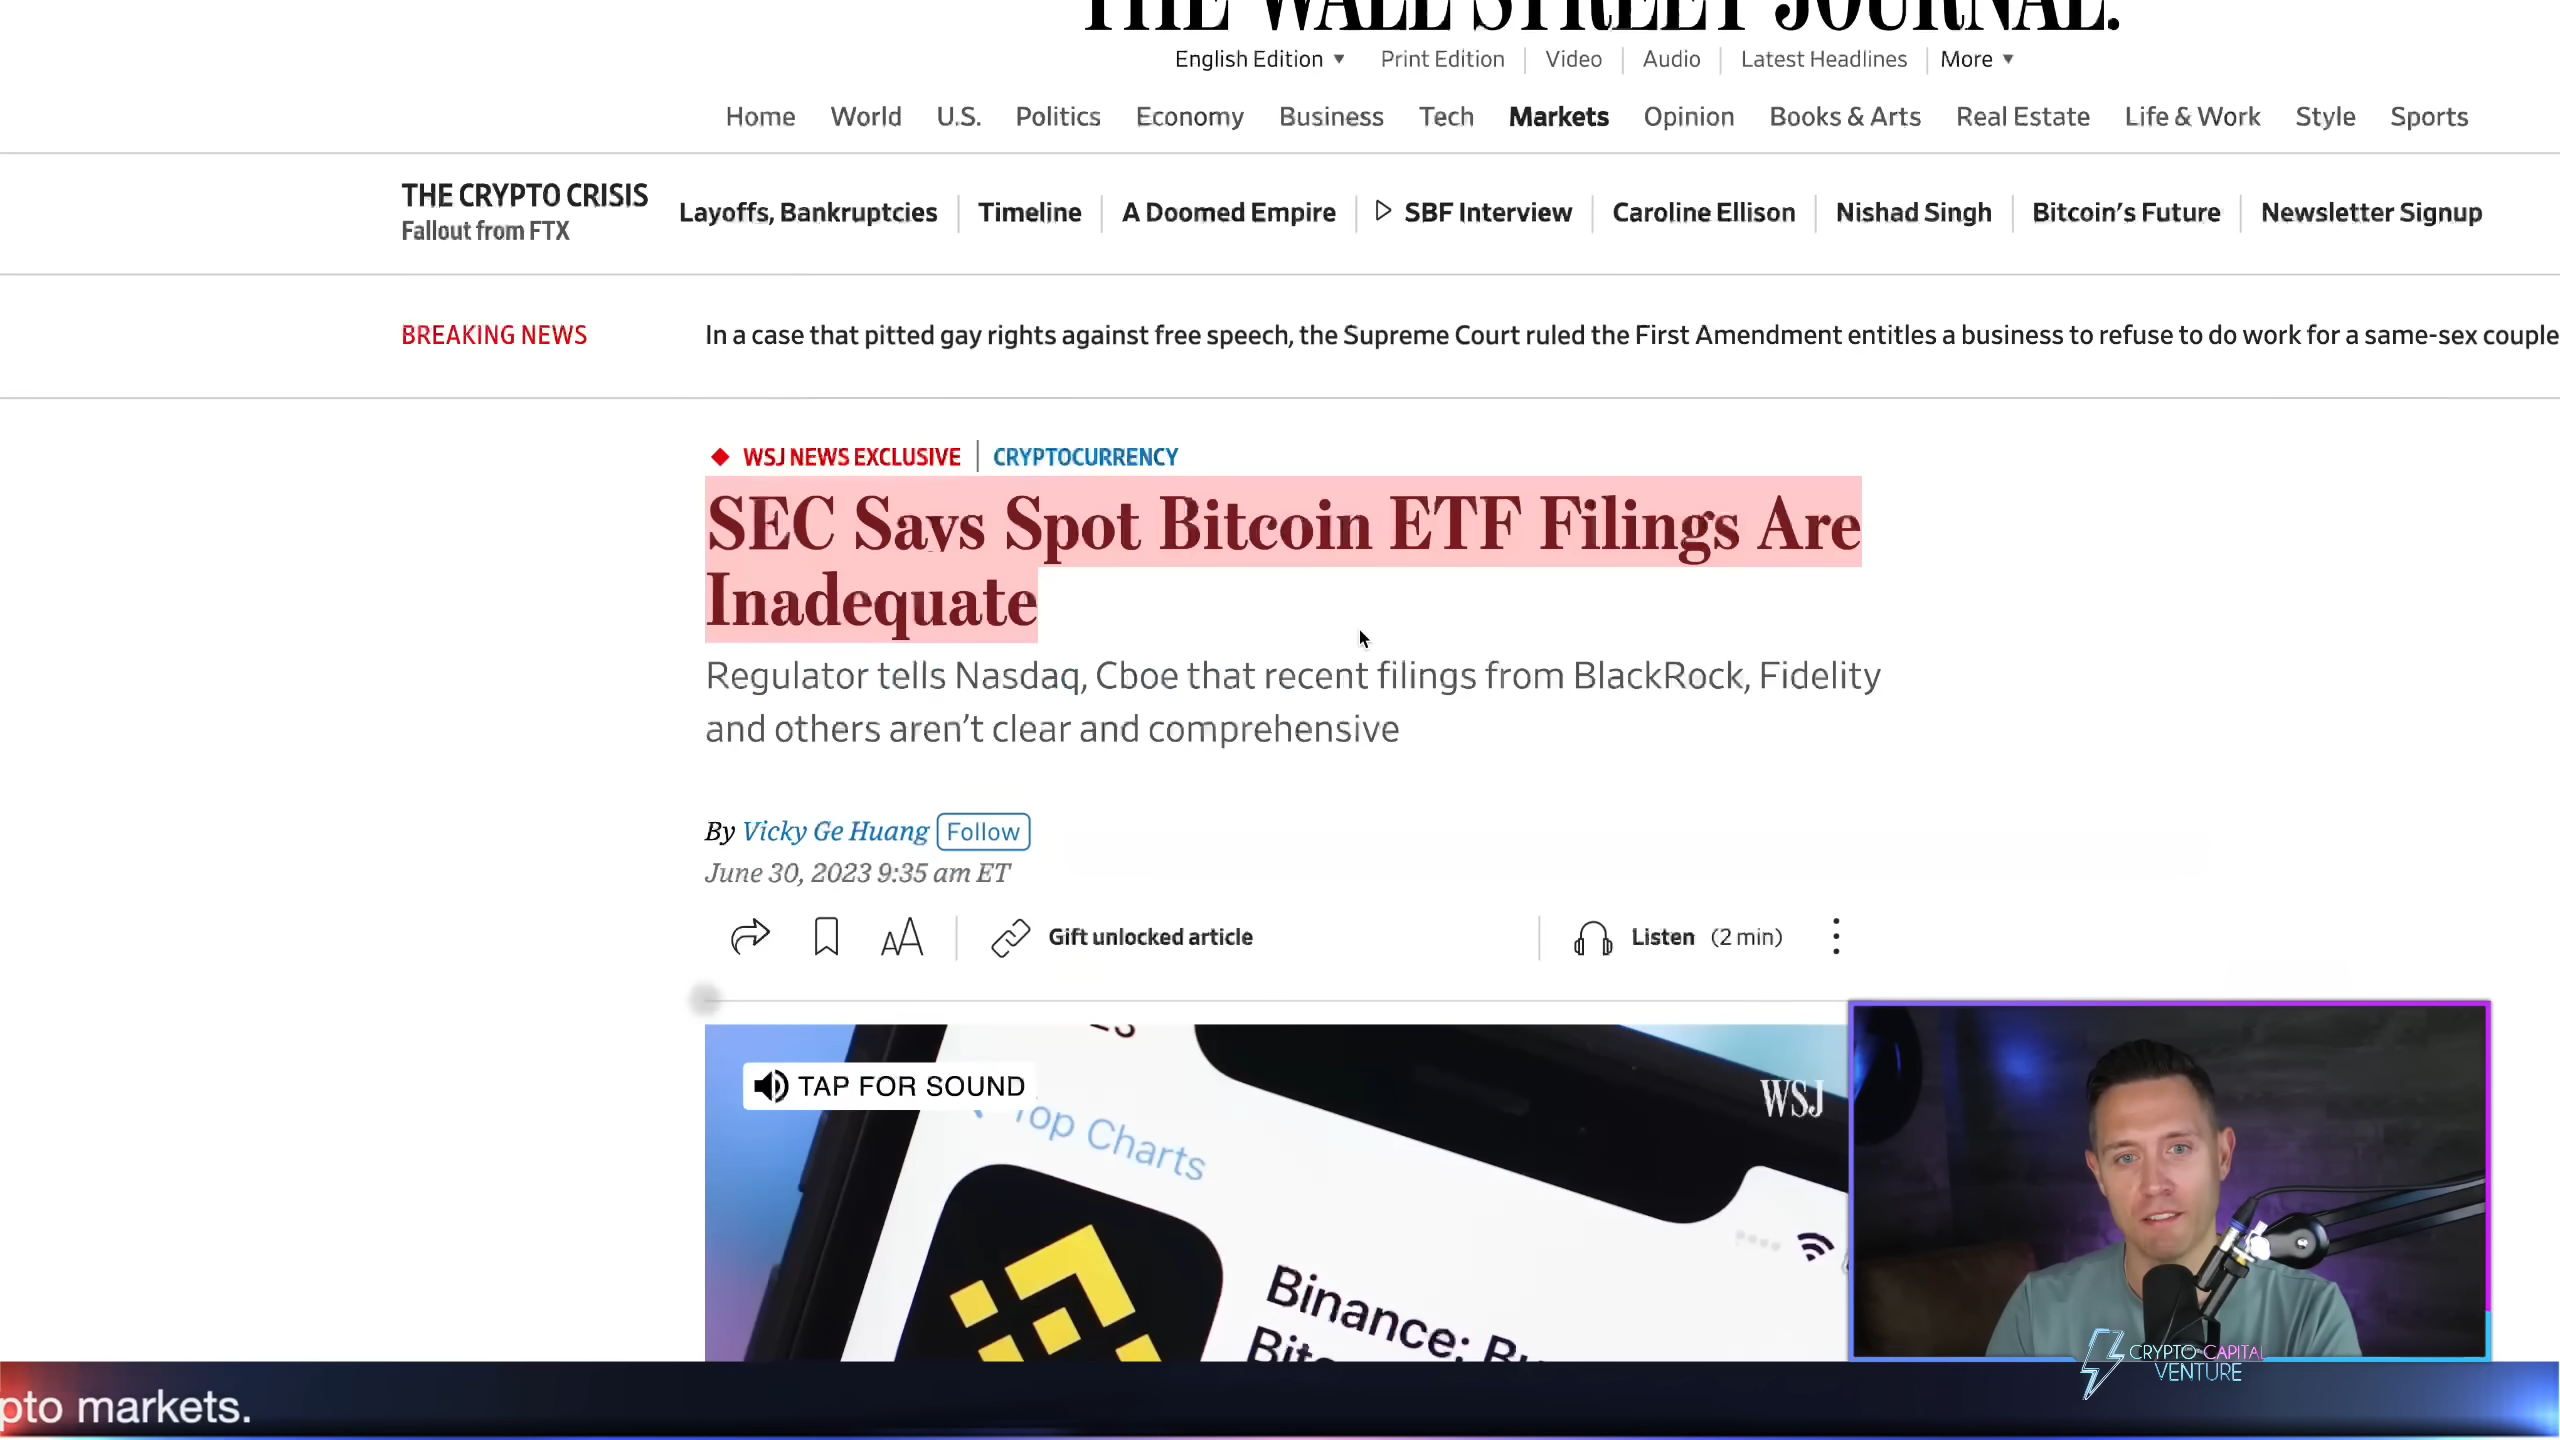 THE WALL STREET JOURNAL.
English Edition Print Edition Video Audio Latest Headlines More
Home World U.S. Politics Economy Business Tech Markets Opinion Books & Arts Real Estate Life & Work Style Sports
THE CRYPTO CRISIS
Fallout from FTX
Layoffs, Bankruptcies Timeline A Doomed Empire SBF Interview Caroline Ellison Nishad Singh Bitcoin's Future Newsletter Signup
BREAKING NEWS In a case that pitted gay rights against free speech, the Supreme Court ruled the First Amendment entitles a business to refuse to do work for a same-sex couple
WSJ NEWS EXCLUSIVE CRYPTOCURRENCY
SEC Says Spot Bitcoin ETF Filings Are
Inadequate
Regulator tells Nasdaq, Cboe that recent filings from BlackRock, Fidelity
and others aren't clear and comprehensive
By Vicky Ge Huang Follow
June 30, 2023 9:35 am ET
AA Gift unlocked article Listen (2 min)
TAP FOR SOUND
WSJ
Top Charts
Binance:
CRYPTO CAPITAL
VENTURE
pto markets.